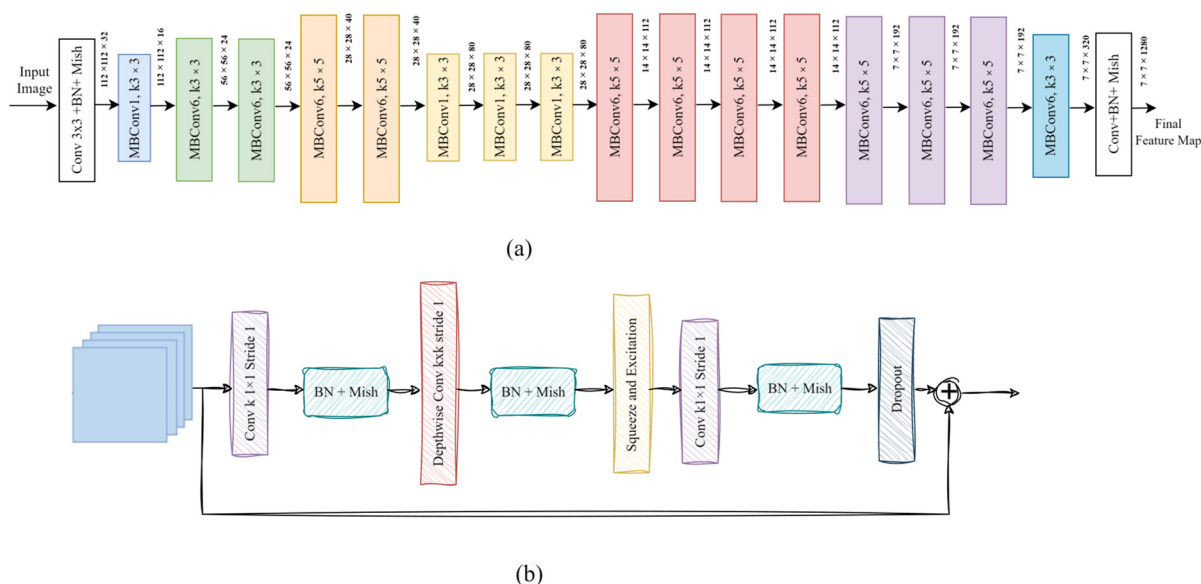 Input
Image
Conv 3x3 +BN+ Mish
112 ×112 × 32
MBConv1, k3 × 3
112 × 112 × 16
MBConv6, k3 × 3
56 × 56 × 24
MBConv6, k3 × 3
56 × 56 × 24
MBConv6, k5 × 5
28 × 28 × 40
MBConv6, k5 × 5
28 × 28 × 40
MBConv1, k3 × 3
28 × 28 × 80
MBConv1, k3 × 3
28 × 28 × 80
MBConv1, k3 × 3
28 × 28 × 80
MBConv6, k5 × 5
14 × 14 × 112
MBConv6, k5 × 5
14 × 14 × 112
MBConv6, k5 × 5
14 × 14 × 112
MBConv6, k5 × 5
14 × 14 × 112
MBConv6, k5 × 5
7 × 7 × 192
MBConv6, k5 × 5
7 × 7 × 192
MBConv6, k5 × 5
7 × 7 × 192
MBConv6, k3 × 3
7 × 7 × 320
Conv+BN+ Mish
7 × 7 × 1280
Final
Feature Map
(a)
Conv k 1×1 Stride 1
BN + Mish
Depthwise Conv kxk stride 1
BN + Mish
Squeeze and Excitation
Conv k1×1 Stride 1
BN + Mish
Dropout
+
(b)